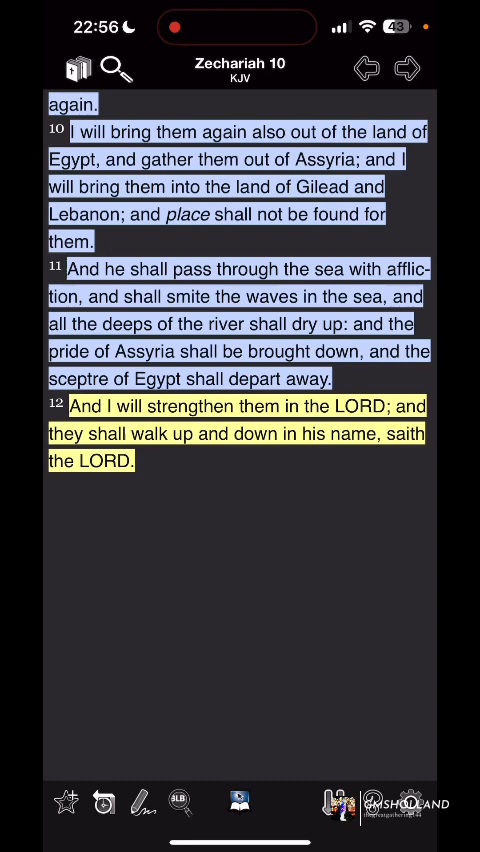 22:56
43
Zechariah 10
KJV
again.
10 I will bring them again also out of the land of
Egypt, and gather them out of Assyria; and I
will bring them into the land of Gilead and
Lebanon; and place shall not be found for
them.
11 And he shall pass through the sea with afflic-
tion, and shall smite the waves in the sea, and
all the deeps of the river shall dry up: and the
pride of Assyria shall be brought down, and the
sceptre of Egypt shall depart away.
12 And I will strengthen them in the LORD; and
they shall walk up and down in his name, saith
the LORD.
BLB
GMSHOLLAND
thegreatgathering144